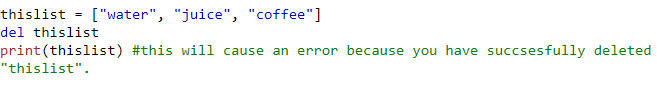 thislist = ["water", "juice", "coffee"]
del thislist
print(thislist) #this will cause an error because you have succsesfully deleted
"thislist".